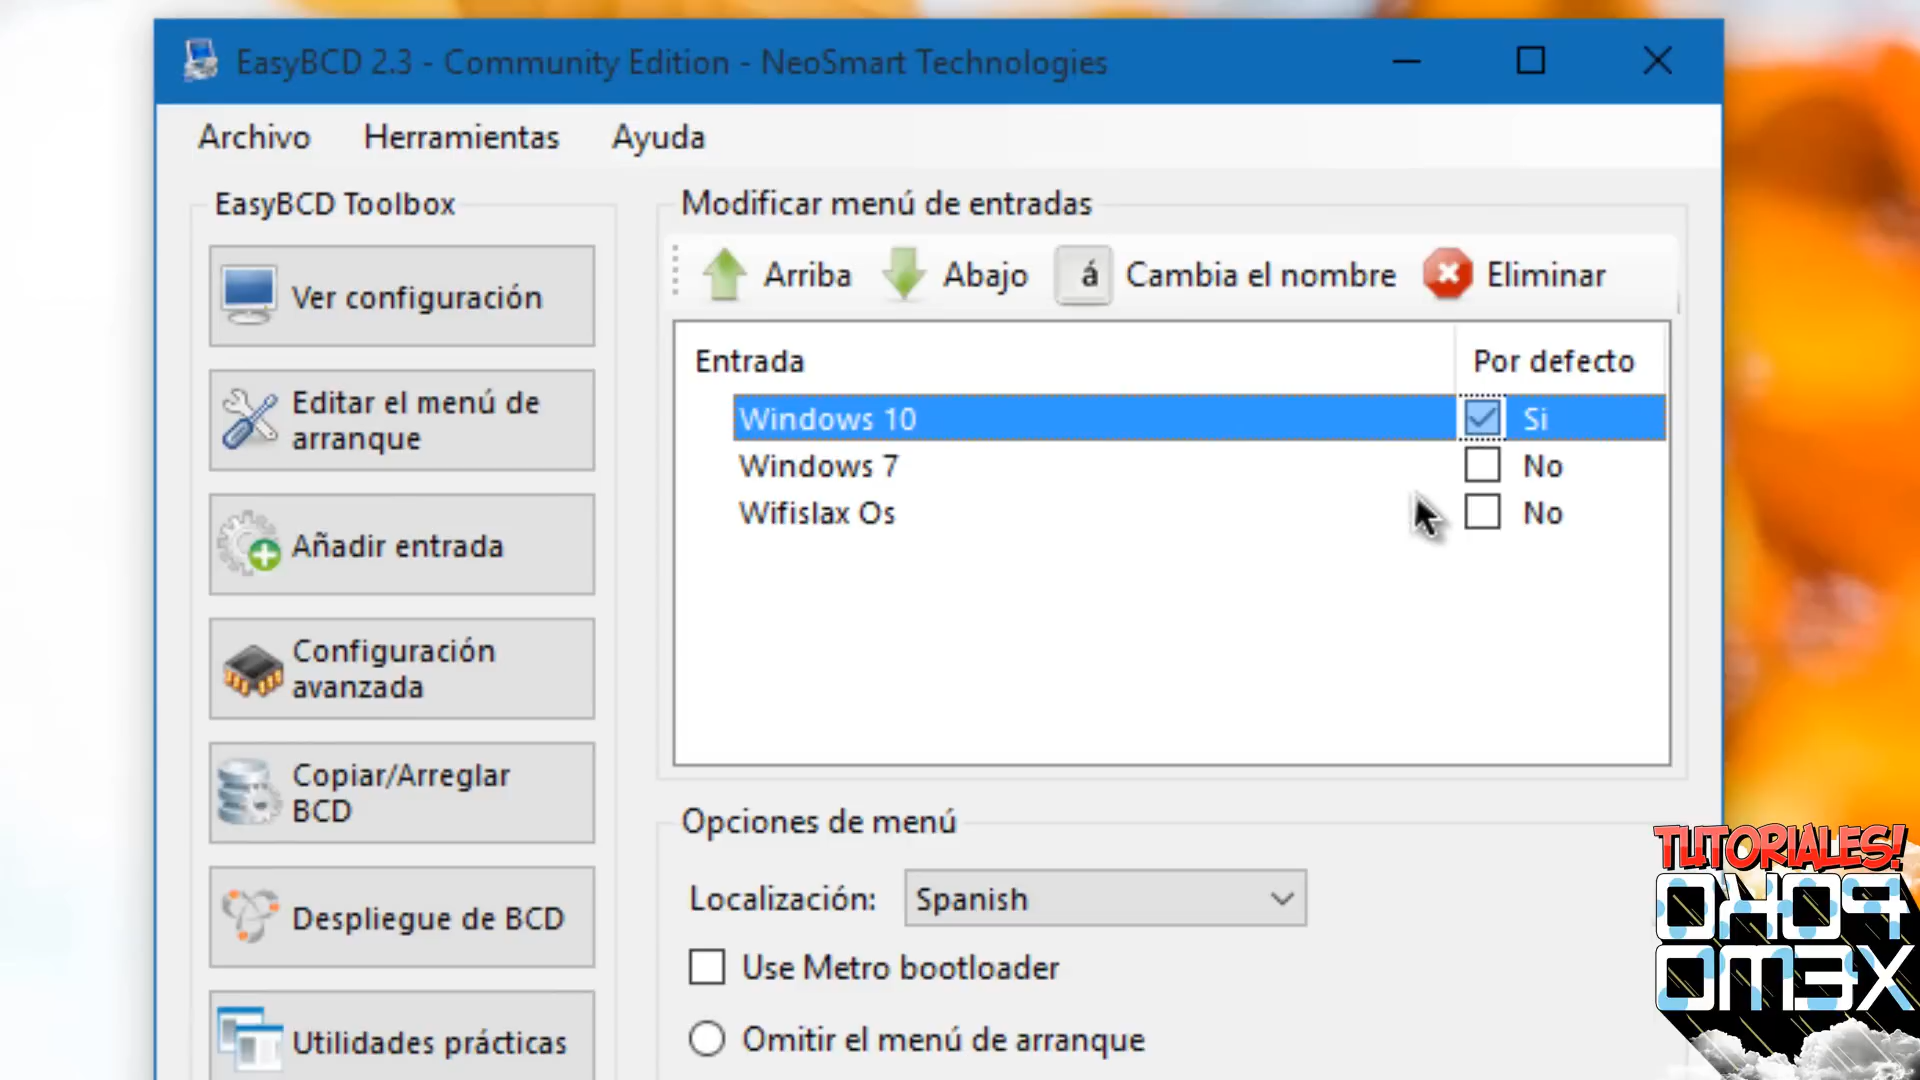 EasyBCD 2.3 - Community Edition - NeoSmart Technologies
Archivo Herramientas Ayuda
EasyBCD Toolbox
Ver configuración
Editar el menú de
arranque
Añadir entrada
Configuración
avanzada
Copiar/Arreglar
BCD
Despliegue de BCD
Utilidades prácticas
Modificar menú de entradas
Arriba Abajo á Cambia el nombre Eliminar
Entrada Por defecto
Windows 10 Si
Windows 7 No
Wifislax Os No
Opciones de menú
Localización: Spanish
Use Metro bootloader
Omitir el menú de arranque
TUTORIALES!